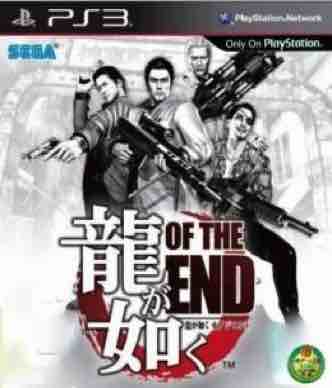 PS3
PlayStation Network
SEGA
Only On PlayStation.
龍が如く
OF THE
END
TM